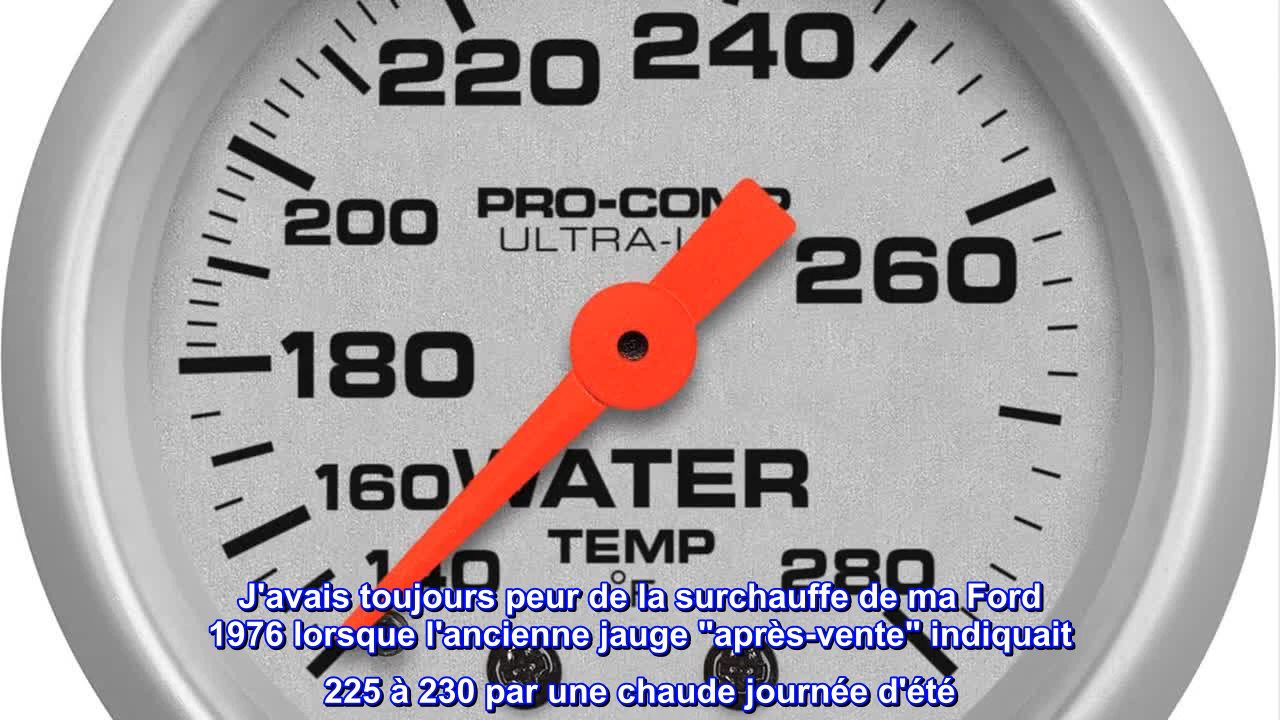 220
240
200
PRO-COMP
ULTRA-L
260
180
160
WATER
TEMP
°F
140
280
J'avais toujours peur de la surchauffe de ma Ford
1976 lorsque l'ancienne jauge "après-vente" indiquait
225 à 230 par une chaude journée d'été